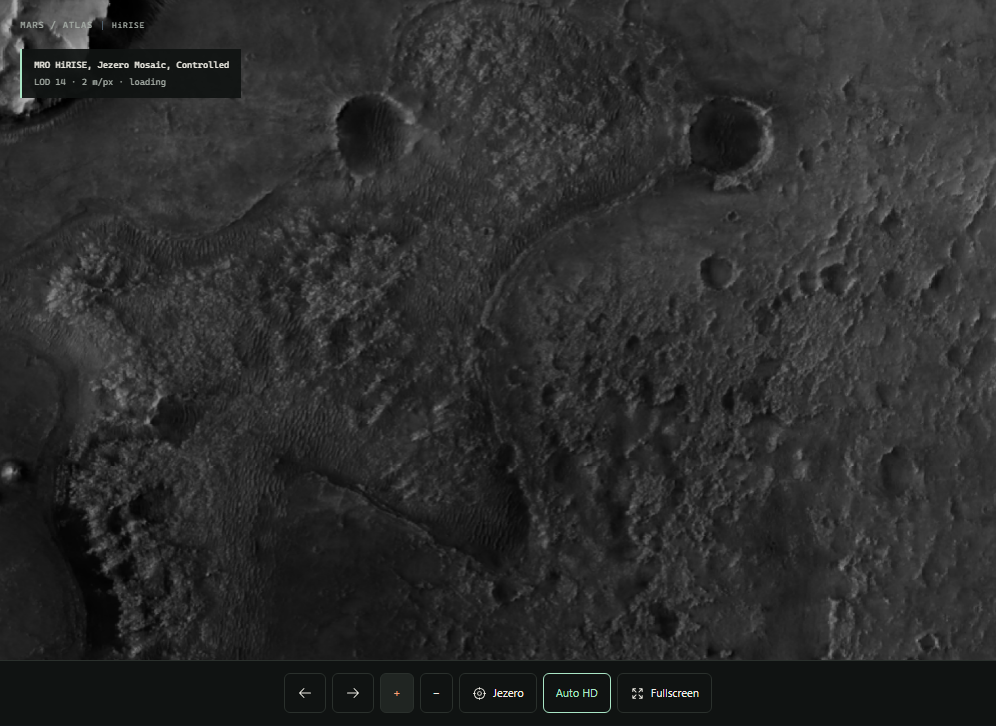 MARS / ATLAS | HiRISE
MRO HiRISE, Jezero Mosaic, Controlled
LOD 14 · 2 m/px · loading
← → + − Jezero Auto HD Fullscreen